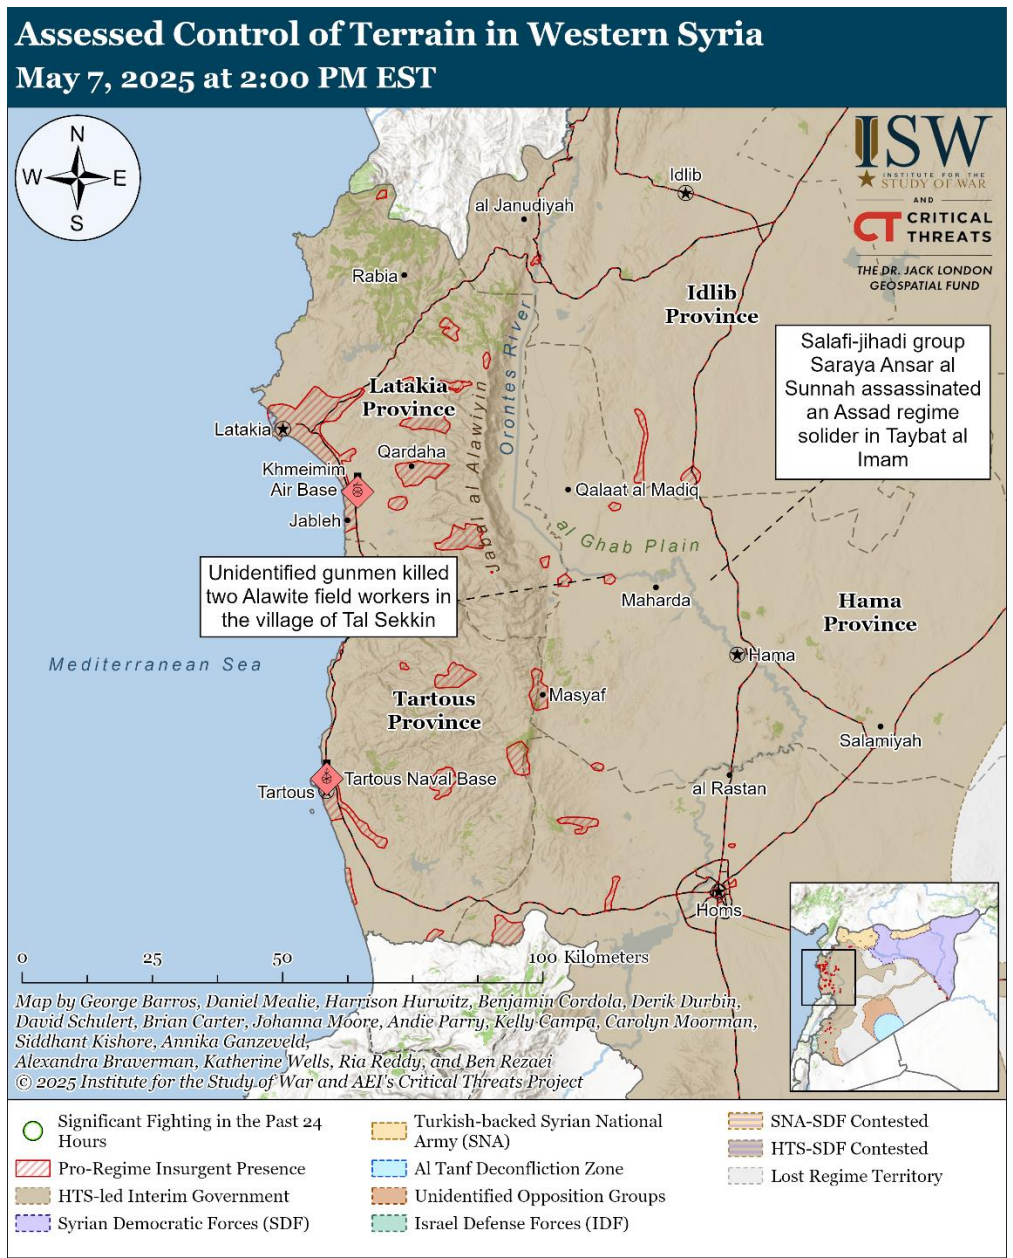 Assessed Control of Terrain in Western Syria
May 7, 2025 at 2:00 PM EST
N
W
E
S
ISW
INSTITUTE FOR THE
STUDY OF WAR
AND
CT CRITICAL
THREATS
THE DR. JACK LONDON
GEOSPATIAL FUND
Idlib
al Janudiyah
Rabia
Idlib
Province
Orontes River
Salafi-jihadi group
Saraya Ansar al
Sunnah assassinated
an Assad regime
solider in Taybat al
Imam
Latakia
Province
Latakia
Qardaha
Jabal al Alawiyin
Khmeimim
Air Base
Qalaat al Madiq
Jableh
al Ghab Plain
Unidentified gunmen killed
two Alawite field workers in
the village of Tal Sekkin
Maharda
Hama
Province
Mediterranean Sea
Hama
Tartous
Province
Masyaf
Salamiyah
Tartous Naval Base
Tartous
al Rastan
Homs
0 25 50 100 Kilometers
Map by George Barros, Daniel Mealie, Harrison Hurwitz, Benjamin Cordola, Derik Durbin,
David Schulert, Brian Carter, Johanna Moore, Andie Parry, Kelly Campa, Carolyn Moorman,
Siddhant Kishore, Annika Ganzeveld,
Alexandra Braverman, Katherine Wells, Ria Reddy, and Ben Rezaei
© 2025 Institute for the Study of War and AEI's Critical Threats Project
Significant Fighting in the Past 24
Hours
Pro-Regime Insurgent Presence
HTS-led Interim Government
Syrian Democratic Forces (SDF)
Turkish-backed Syrian National
Army (SNA)
Al Tanf Deconfliction Zone
Unidentified Opposition Groups
Israel Defense Forces (IDF)
SNA-SDF Contested
HTS-SDF Contested
Lost Regime Territory